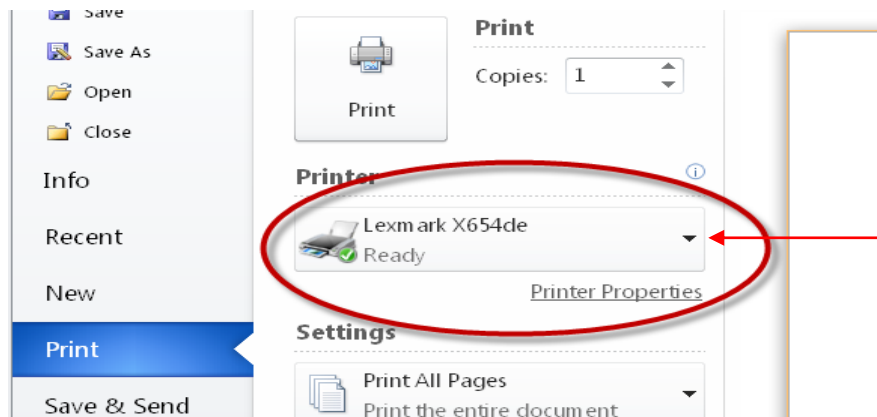 Save
Save As
Open
Close
Info
Recent
New
Print
Save & Send
Print
Print
Copies: 1
Printer
Lexmark X654de
Ready
Printer Properties
Settings
Print All Pages
Print the entire document